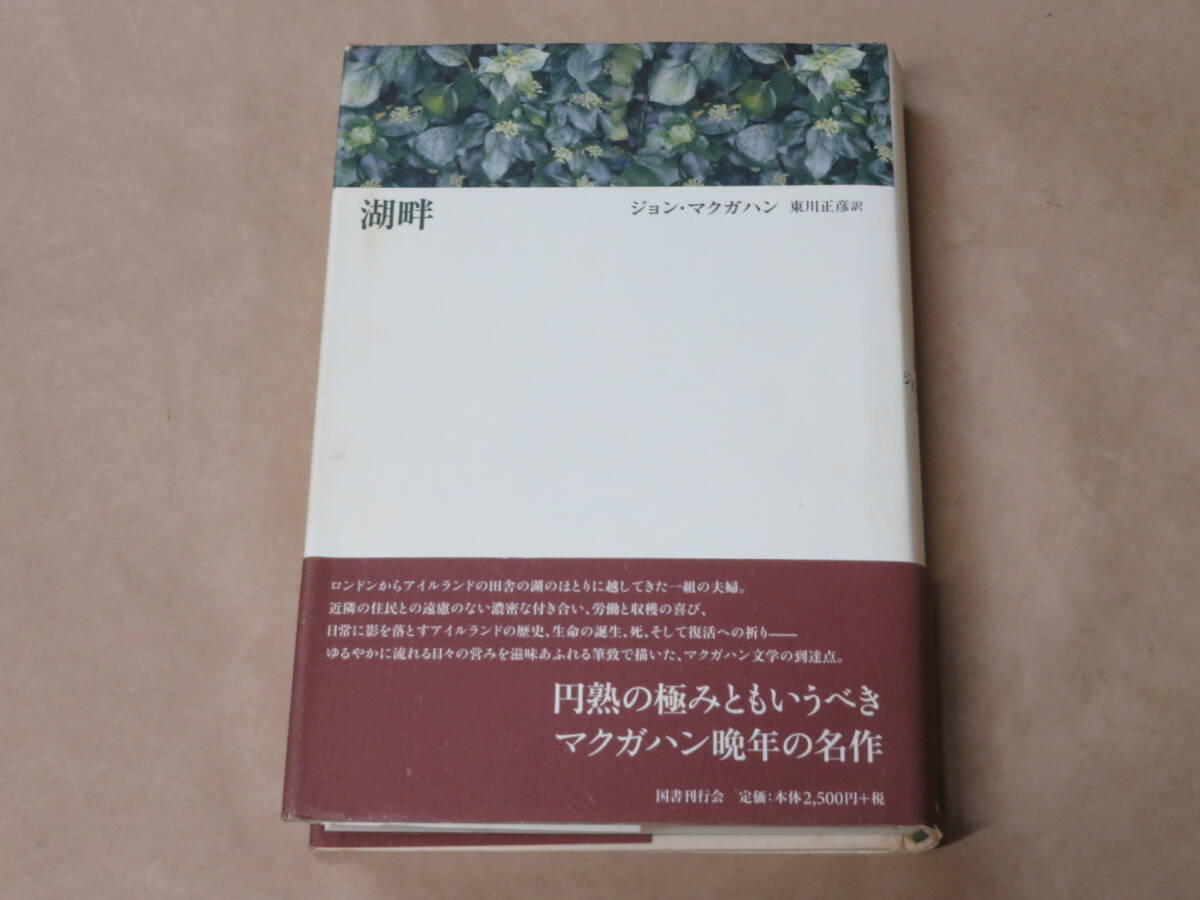 湖畔
ジョン・マクガハン 東川正彦訳
ロンドンからアイルランドの田舎の湖のほとりに越してきた一組の夫婦。
近隣の住民との遠慮のない濃密な付き合い、労働と収穫の喜び、
日常に影を落とすアイルランドの歴史、生命の誕生、死、そして復活への祈り――
ゆるやかに流れる日々の営みを滋味あふれる筆致で描いた、マクガハン文学の到達点。
円熟の極みともいうべき
マクガハン晩年の名作
国書刊行会 定価：本体2,500円+税